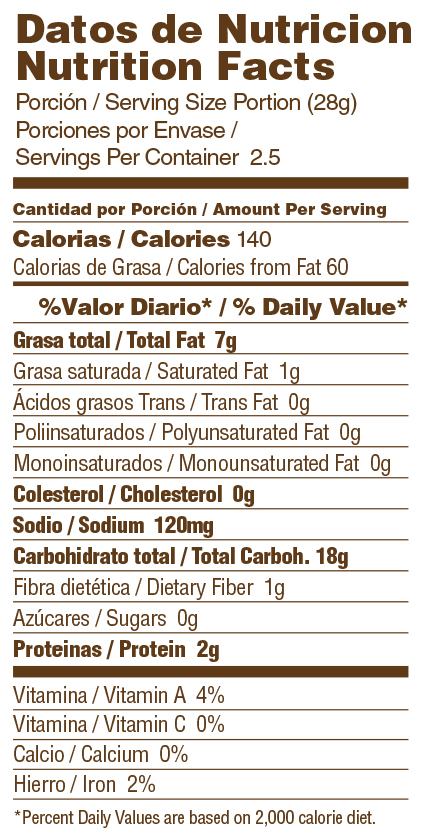 Datos de Nutricion
Nutrition Facts
Porción / Serving Size Portion (28g)
Porciones por Envase /
Servings Per Container 2.5
Cantidad por Porción / Amount Per Serving
Calorías / Calories 140
Calorías de Grasa / Calories from Fat 60
%Valor Diario* / % Daily Value*
Grasa total / Total Fat 7g
Grasa saturada / Saturated Fat 1g
Ácidos grasos Trans / Trans Fat 0g
Poliinsaturados / Polyunsaturated Fat 0g
Monoinsaturados / Monounsaturated Fat 0g
Colesterol / Cholesterol 0g
Sodio / Sodium 120mg
Carbohidrato total / Total Carboh. 18g
Fibra dietética / Dietary Fiber 1g
Azúcares / Sugars 0g
Proteinas / Protein 2g
Vitamina / Vitamin A 4%
Vitamina / Vitamin C 0%
Calcio / Calcium 0%
Hierro / Iron 2%
*Percent Daily Values are based on 2,000 calorie diet.